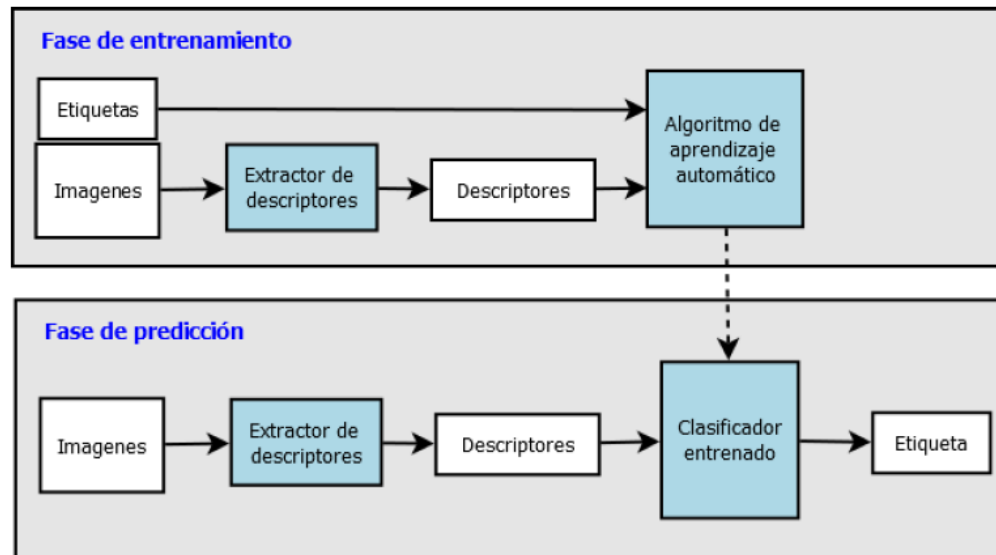 Fase de entrenamiento
Etiquetas
Imagenes
Extractor de
descriptores
Descriptores
Algoritmo de
aprendizaje
automático
Fase de predicción
Imagenes
Extractor de
descriptores
Descriptores
Clasificador
entrenado
Etiqueta